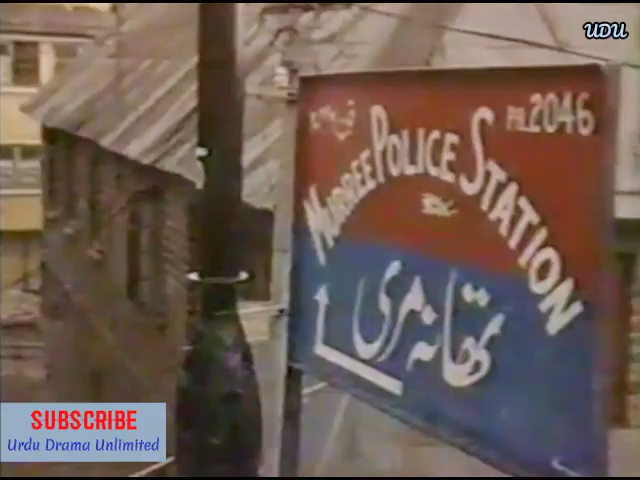 UDU
PH.2046
MURREE POLICE STATION
تھانہ مری
SUBSCRIBE
Urdu Drama Unlimited